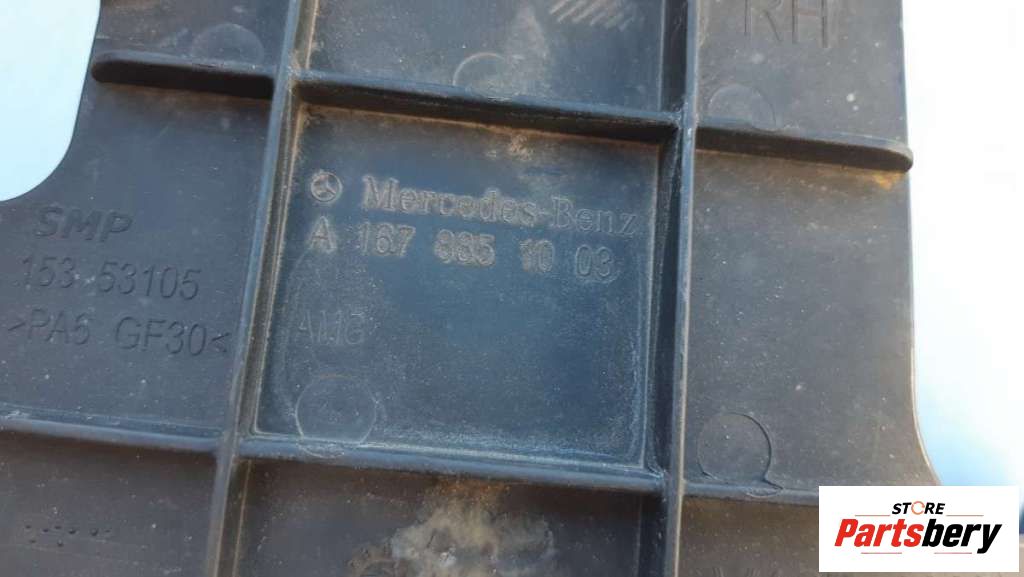 RH
Mercedes-Benz
A 167 885 10 03
SMP
153 53105
>PA6 GF30<
AMG
STORE
Partsbery